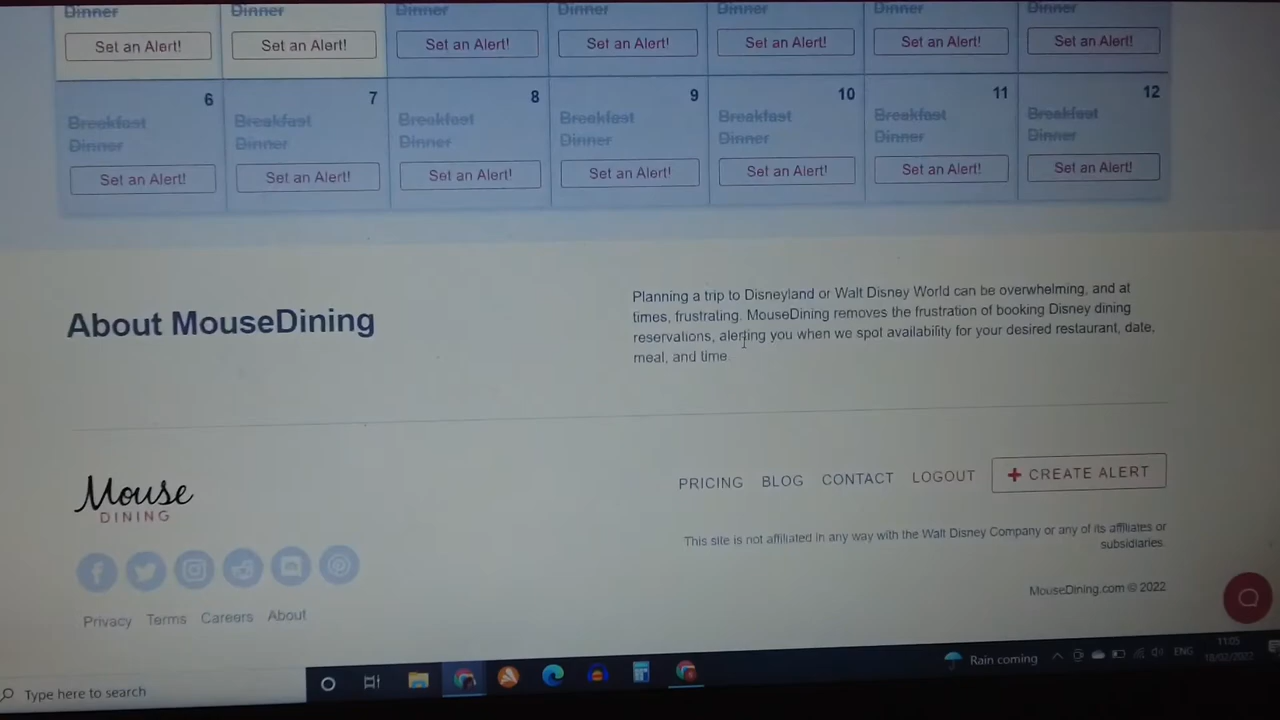 Dinner Dinner Dinner Dinner Dinner Dinner Dinner
Set an Alert! Set an Alert! Set an Alert! Set an Alert! Set an Alert! Set an Alert! Set an Alert!
6 7 8 9 10 11 12
Breakfast Breakfast Breakfast Breakfast Breakfast Breakfast Breakfast
Dinner Dinner Dinner Dinner Dinner Dinner Dinner
Set an Alert! Set an Alert! Set an Alert! Set an Alert! Set an Alert! Set an Alert! Set an Alert!
About MouseDining
Planning a trip to Disneyland or Walt Disney World can be overwhelming, and at
times, frustrating. MouseDining removes the frustration of booking Disney dining
reservations, alerting you when we spot availability for your desired restaurant, date,
meal, and time.
Mouse
DINING
PRICING BLOG CONTACT LOGOUT + CREATE ALERT
This site is not affiliated in any way with the Walt Disney Company or any of its affiliates or
subsidiaries.
MouseDining.com © 2022
Privacy Terms Careers About
Type here to search
Rain coming
ENG
11:05
18/02/2022